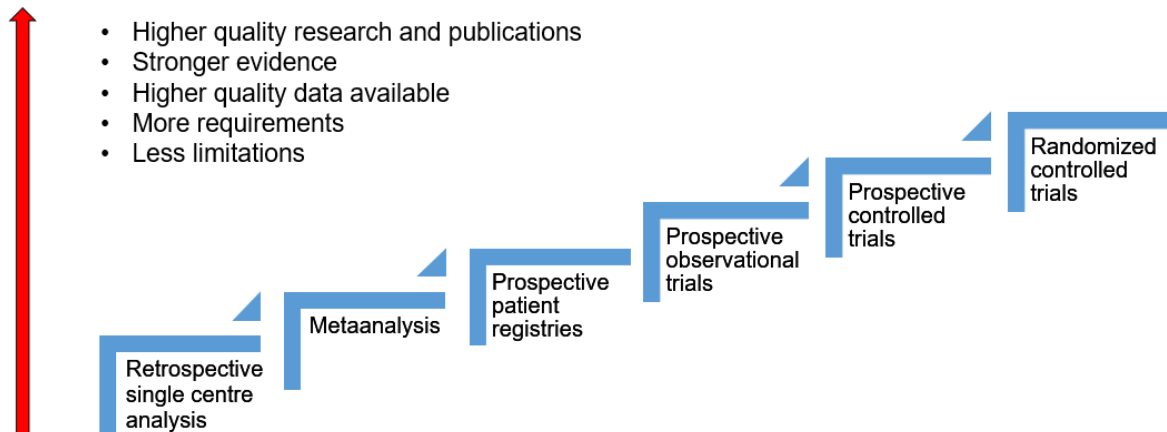 • Higher quality research and publications
• Stronger evidence
• Higher quality data available
• More requirements
• Less limitations
Retrospective
single centre
analysis
Metaanalysis
Prospective
patient
registries
Prospective
observational
trials
Prospective
controlled
trials
Randomized
controlled
trials